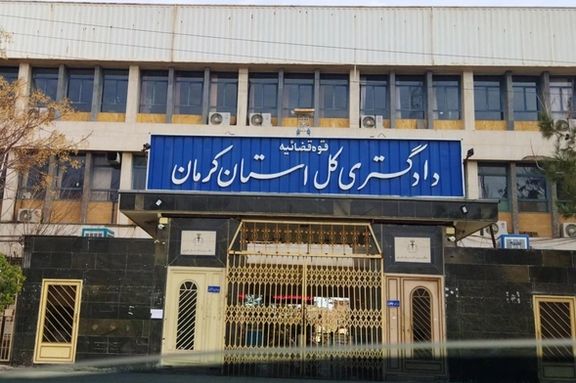 قوه قضائیه
دادگستری کل استان کرمان